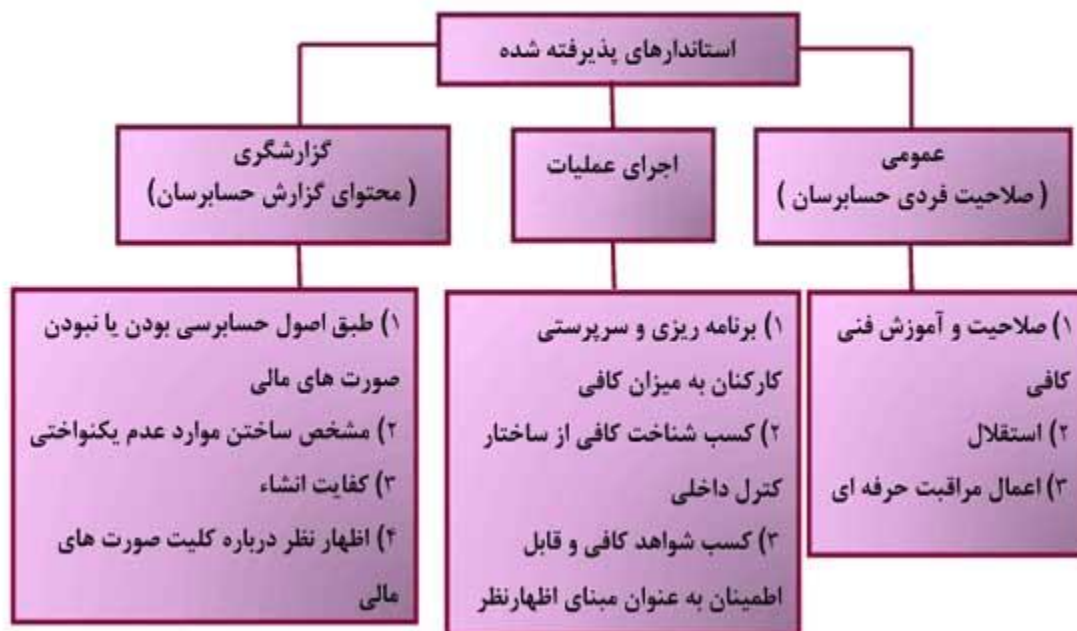 استاندارهای پذیرفته شده
عمومی
( صلاحیت فردی حسابرسان )
اجرای عملیات
گزارشگری
( محتوای گزارش حسابرسان)
۱) صلاحیت و آموزش فنی
کافی
۲) استقلال
۳) اعمال مراقبت حرفه ای
۱) برنامه ریزی و سرپرستی
کارکنان به میزان کافی
۲) کسب شناخت کافی از ساختار
کترل داخلی
۳) کسب شواهد کافی و قابل
اطمینان به عنوان مبنای اظهارنظر
۱) طبق اصول حسابرسی بودن یا نبودن
صورت های مالی
۲) مشخص ساختن موارد عدم یکنواختی
۳) کفایت انشاء
۴) اظهار نظر درباره کلیت صورت های
مالی